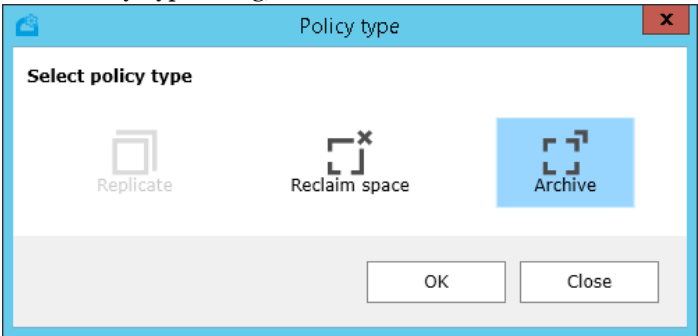 Policy type
x
Select policy type
Replicate
Reclaim space
Archive
OK
Close